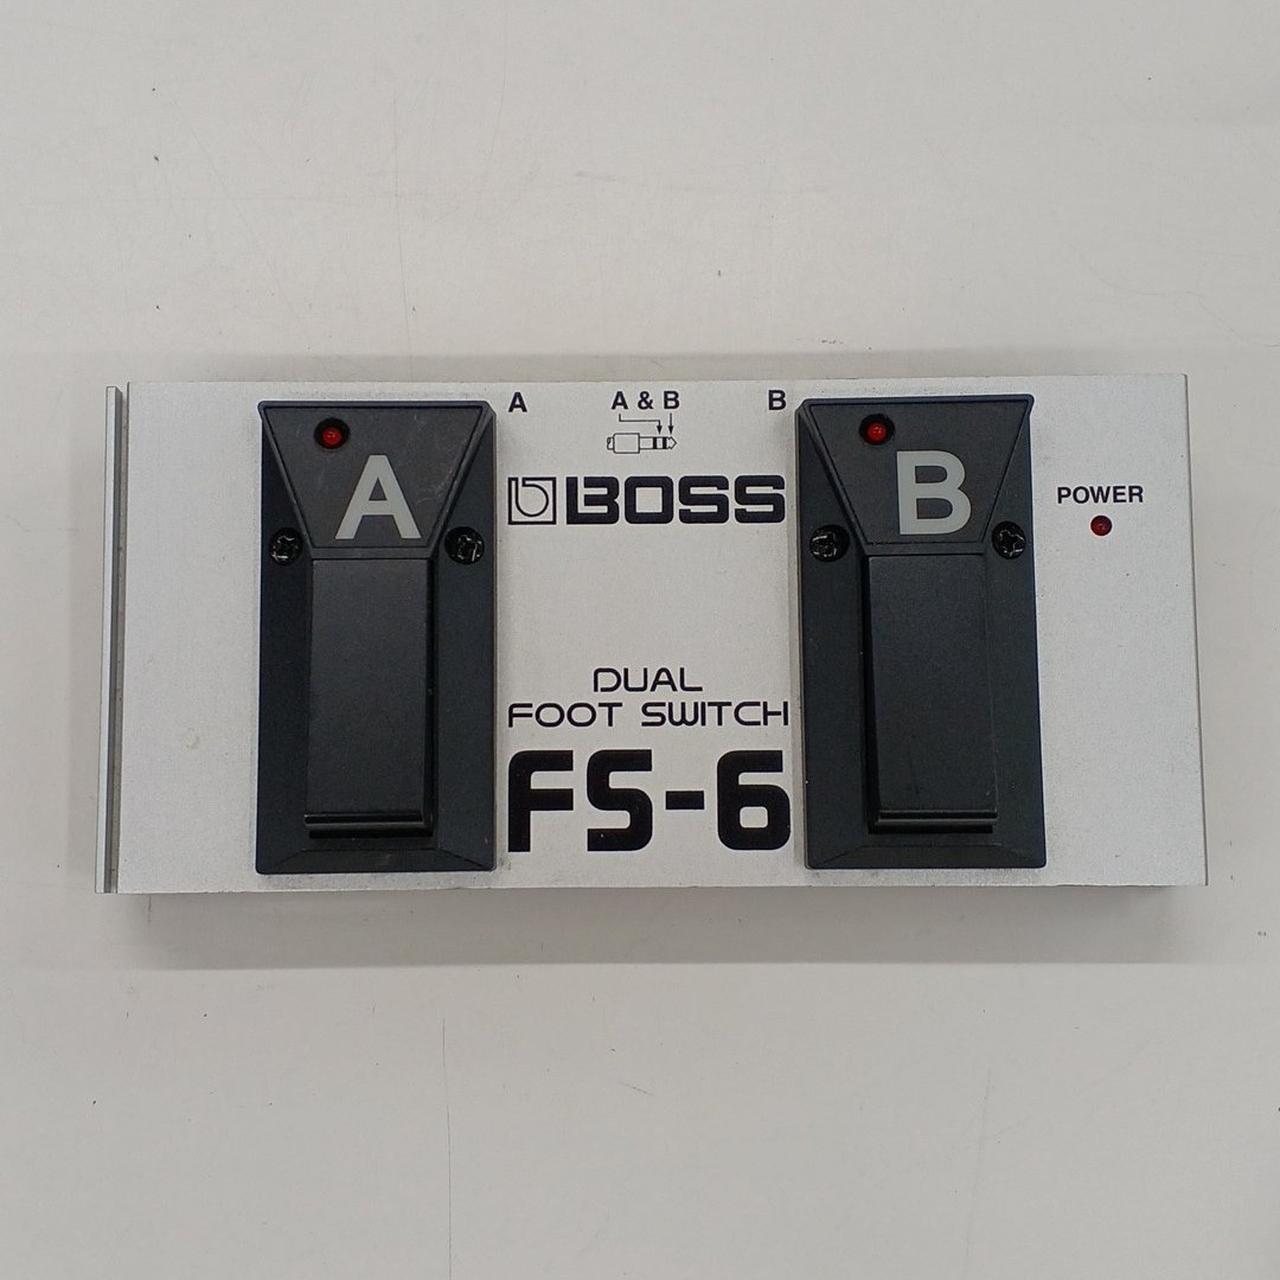 A A & B B
BOSS
A
B
POWER
DUAL
FOOT SWITCH
FS-6